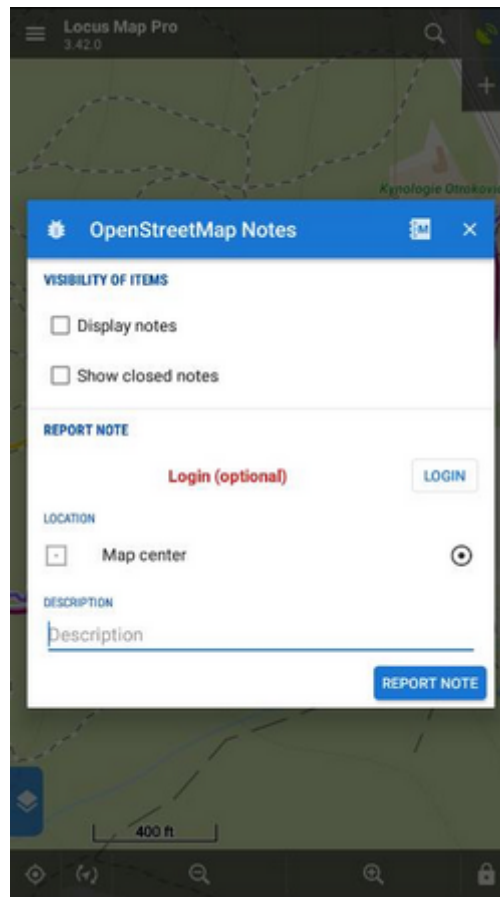 Locus Map Pro
3.42.0
Kynologie Otrokovice
OpenStreetMap Notes
M
VISIBILITY OF ITEMS
Display notes
Show closed notes
REPORT NOTE
Login (optional)
LOGIN
LOCATION
Map center
DESCRIPTION
Description
REPORT NOTE
400 ft